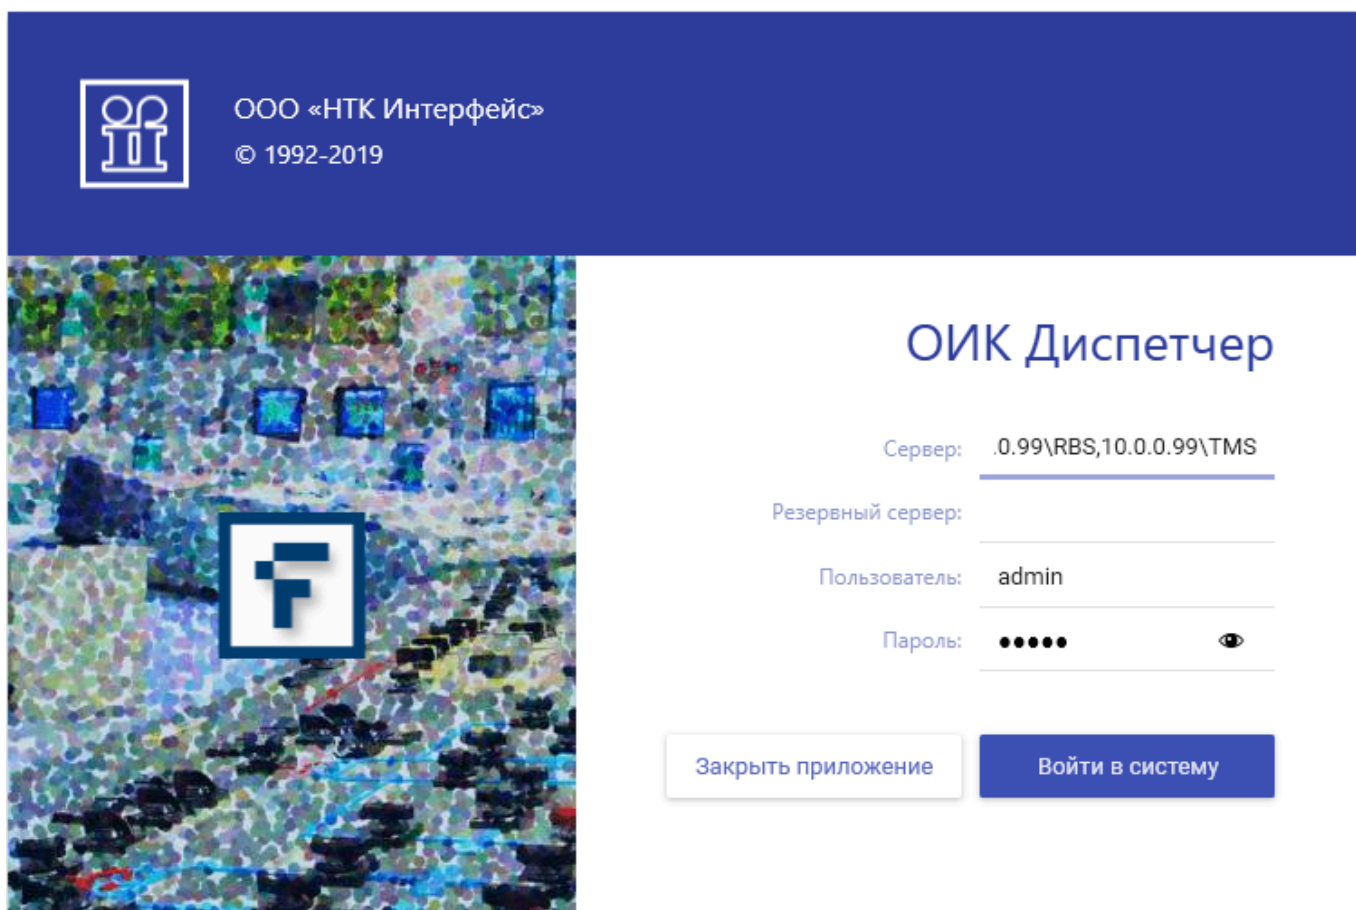 ООО «НТК Интерфейс»
© 1992-2019
ОИК Диспетчер
Сервер: .0.99\RBS,10.0.0.99\TMS
Резервный сервер:
Пользователь: admin
Пароль: •••••
Закрыть приложение Войти в систему